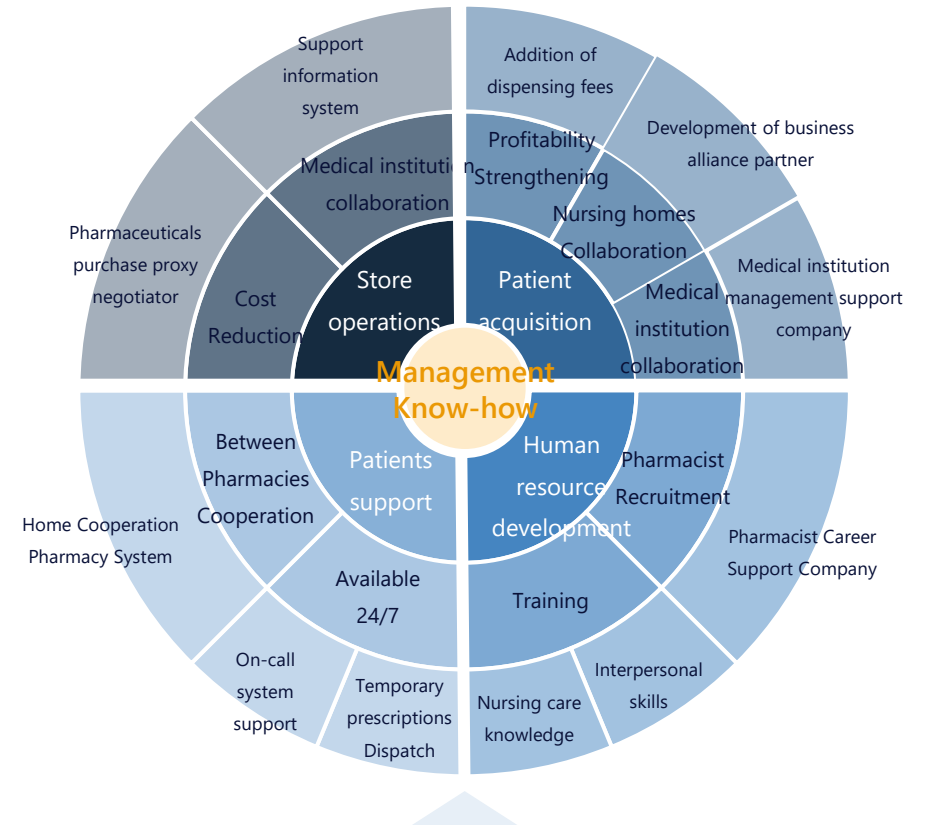 Support
information
system
Addition of
dispensing fees
Development of business
alliance partner
Profitability
Strengthening
Medical institution
collaboration
Nursing homes
Collaboration
Pharmaceuticals
purchase proxy
negotiator
Cost
Reduction
Store
operations
Patient
acquisition
Medical
institution
collaboration
Medical institution
management support
company
Management
Know-how
Between
Pharmacies
Cooperation
Patients
support
Human
resource
development
Pharmacist
Recruitment
Home Cooperation
Pharmacy System
Pharmacist Career
Support Company
Available
24/7
Training
On-call
system
support
Temporary
prescriptions
Dispatch
Nursing care
knowledge
Interpersonal
skills